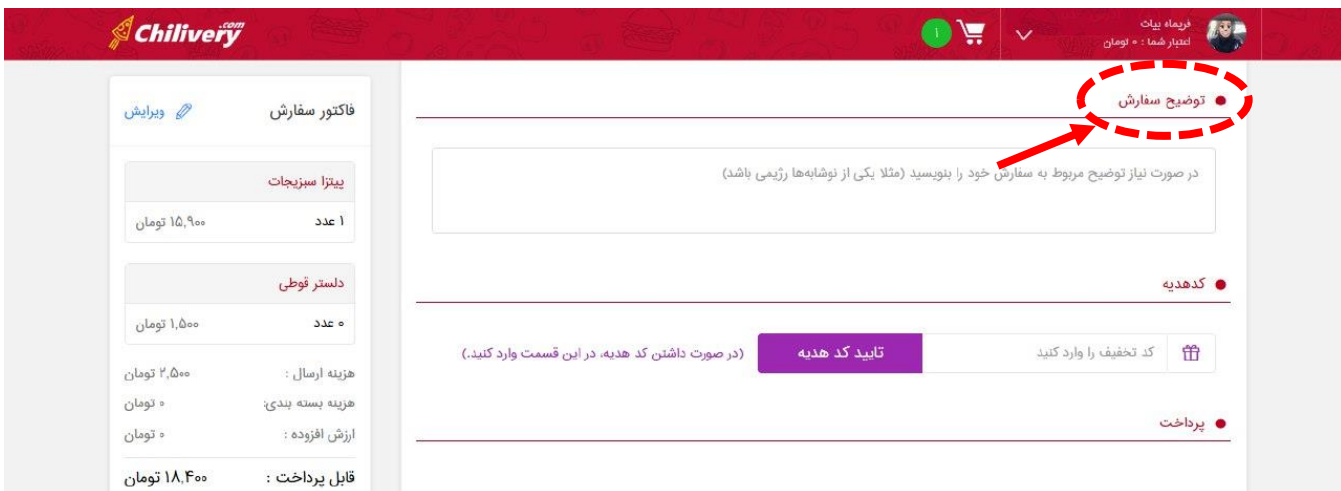 فریماه بیات
اعتبار شما : ۰ تومان
۱
Chilivery.com
توضیح سفارش
در صورت نیاز توضیح مربوط به سفارش خود را بنویسید (مثلا یکی از نوشابه‌ها رژیمی باشد)
کدهدیه
کد تخفیف را وارد کنید
تایید کد هدیه
(در صورت داشتن کد هدیه، در این قسمت وارد کنید.)
پرداخت
فاکتور سفارش
ویرایش
پیتزا سبزیجات
۱ عدد
۱۵,۹۰۰ تومان
دلستر قوطی
۰ عدد
۱,۵۰۰ تومان
هزینه ارسال : ۲,۵۰۰ تومان
هزینه بسته بندی: ۰ تومان
ارزش افزوده : ۰ تومان
قابل پرداخت : ۱۸,۴۰۰ تومان